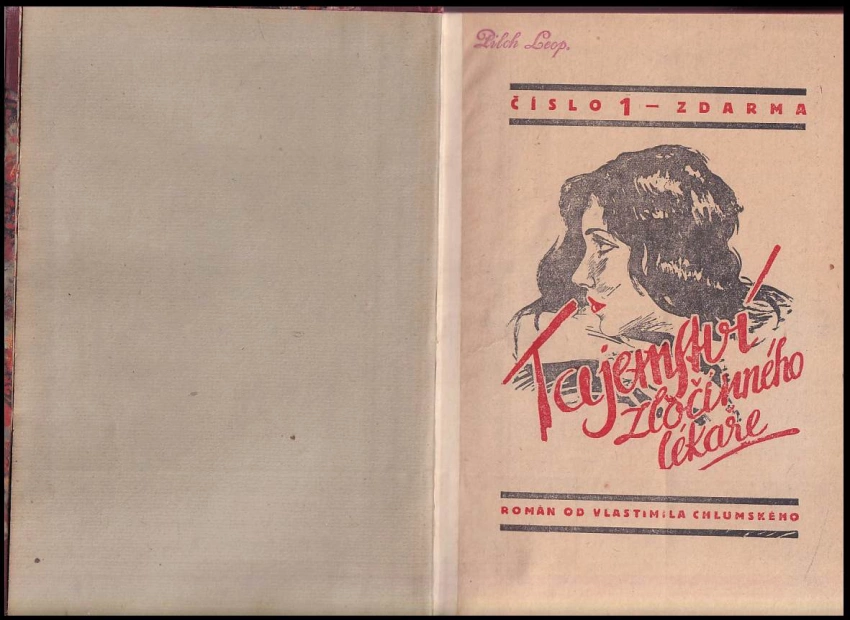 Pilch Leop.
ČÍSLO 1 — ZDARMA
Tajemství
zločinného
lékaře
ROMÁN OD VLASTIMILA CHLUMSKÉHO